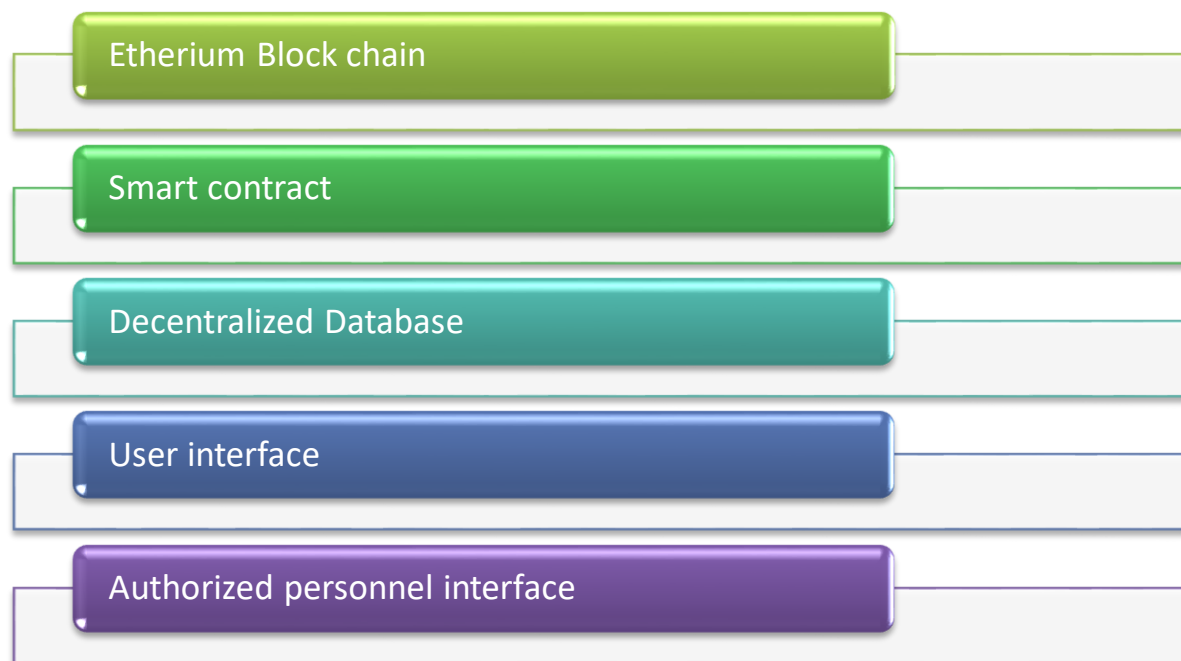 Etherium Block chain
Smart contract
Decentralized Database
User interface
Authorized personnel interface